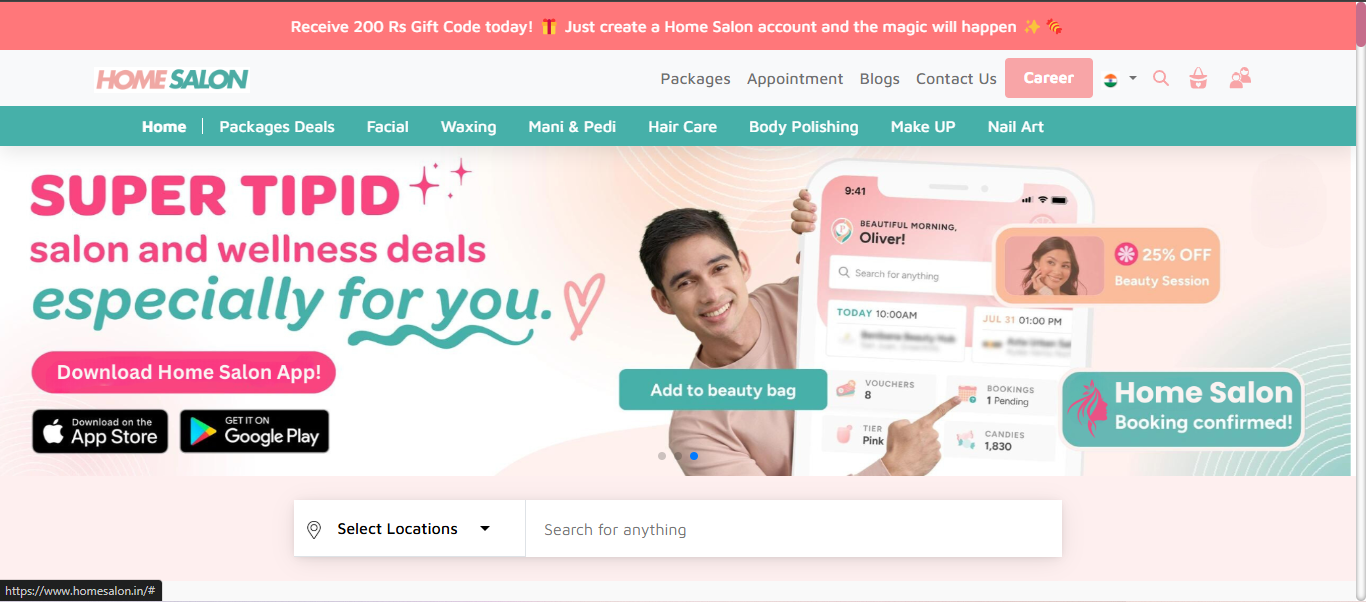 Receive 200 Rs Gift Code today! 🎁 Just create a Home Salon account and the magic will happen ✨ 🍬
HOME SALON
Packages Appointment Blogs Contact Us Career
Home Packages Deals Facial Waxing Mani & Pedi Hair Care Body Polishing Make UP Nail Art
SUPER TIPID
salon and wellness deals
especially for you.
Download Home Salon App!
Download on the
App Store
GET IT ON
Google Play
Add to beauty bag
9:41
BEAUTIFUL MORNING,
Oliver!
Search for anything
25% OFF
Beauty Session
TODAY 10:00AM
JUL 31 01:00 PM
VOUCHERS
8
BOOKINGS
1 Pending
TIER
Pink
CANDIES
1,830
Home Salon
Booking confirmed!
Select Locations
Search for anything
https://www.homesalon.in/#